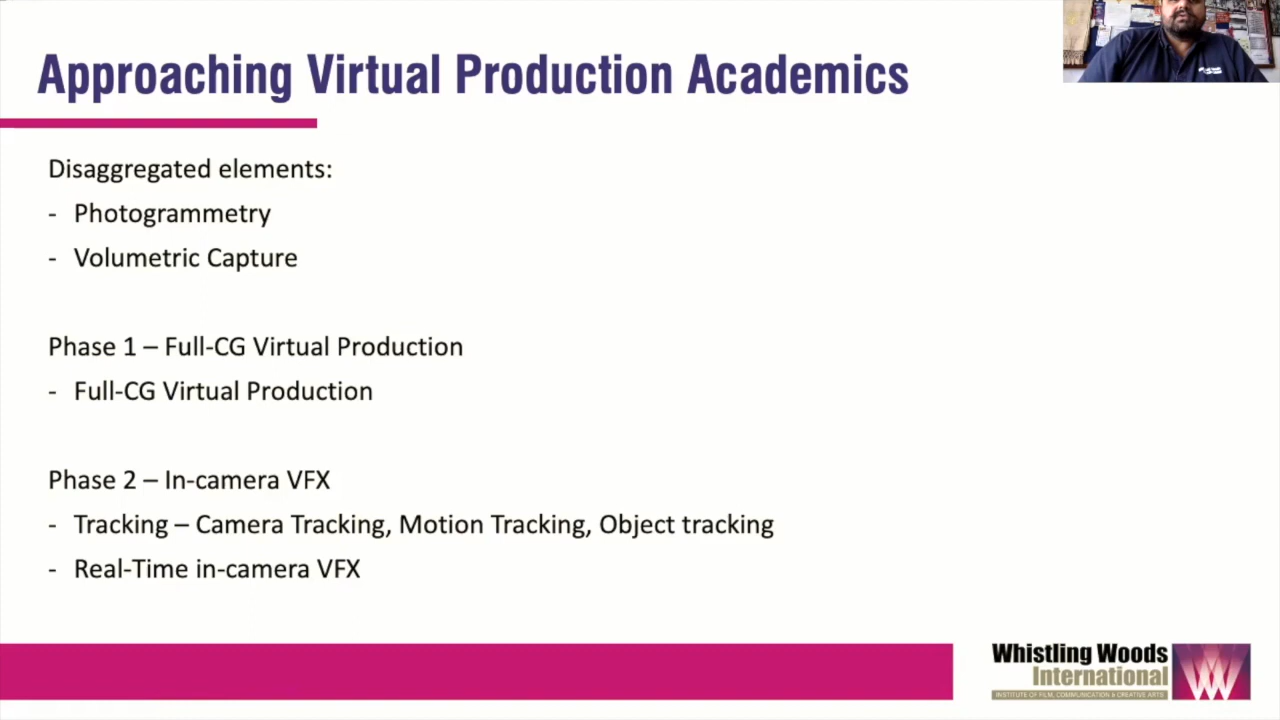 Approaching Virtual Production Academics
Disaggregated elements:
- Photogrammetry
- Volumetric Capture
Phase 1 – Full-CG Virtual Production
- Full-CG Virtual Production
Phase 2 – In-camera VFX
- Tracking – Camera Tracking, Motion Tracking, Object tracking
- Real-Time in-camera VFX
Whistling Woods
International
INSTITUTE OF FILM, COMMUNICATION & CREATIVE ARTS